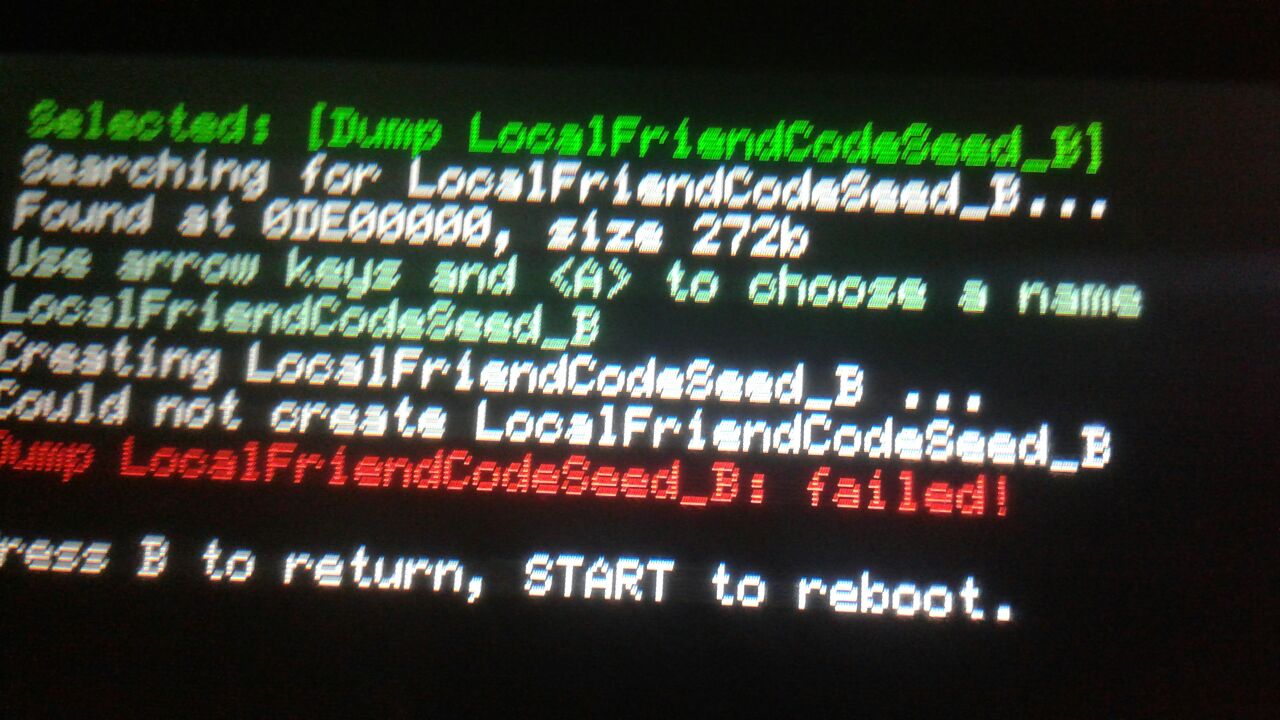 Selected: [Dump LocalFriendCodeSeed_B]
Searching for LocalFriendCodeSeed_B...
Found at 0DE00000, size 272b
Use arrow keys and <A> to choose a name
LocalFriendCodeSeed_B
Creating LocalFriendCodeSeed_B ...
Could not create LocalFriendCodeSeed_B
Dump LocalFriendCodeSeed_B: failed!
ress B to return, START to reboot.